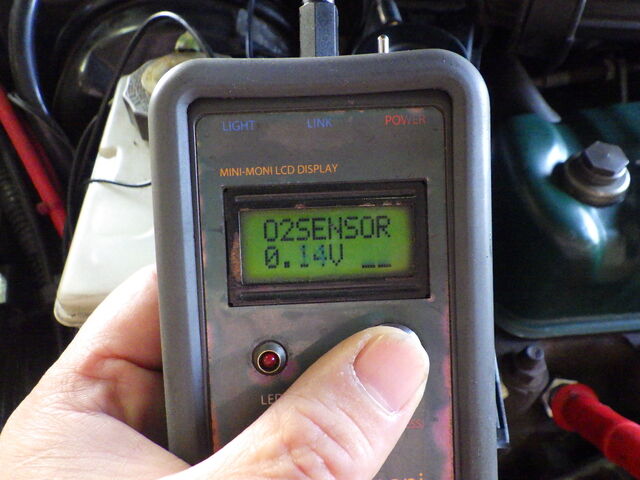 LIGHT LINK POWER
MINI-MONI LCD DISPLAY
O2SENSOR
0.14V __